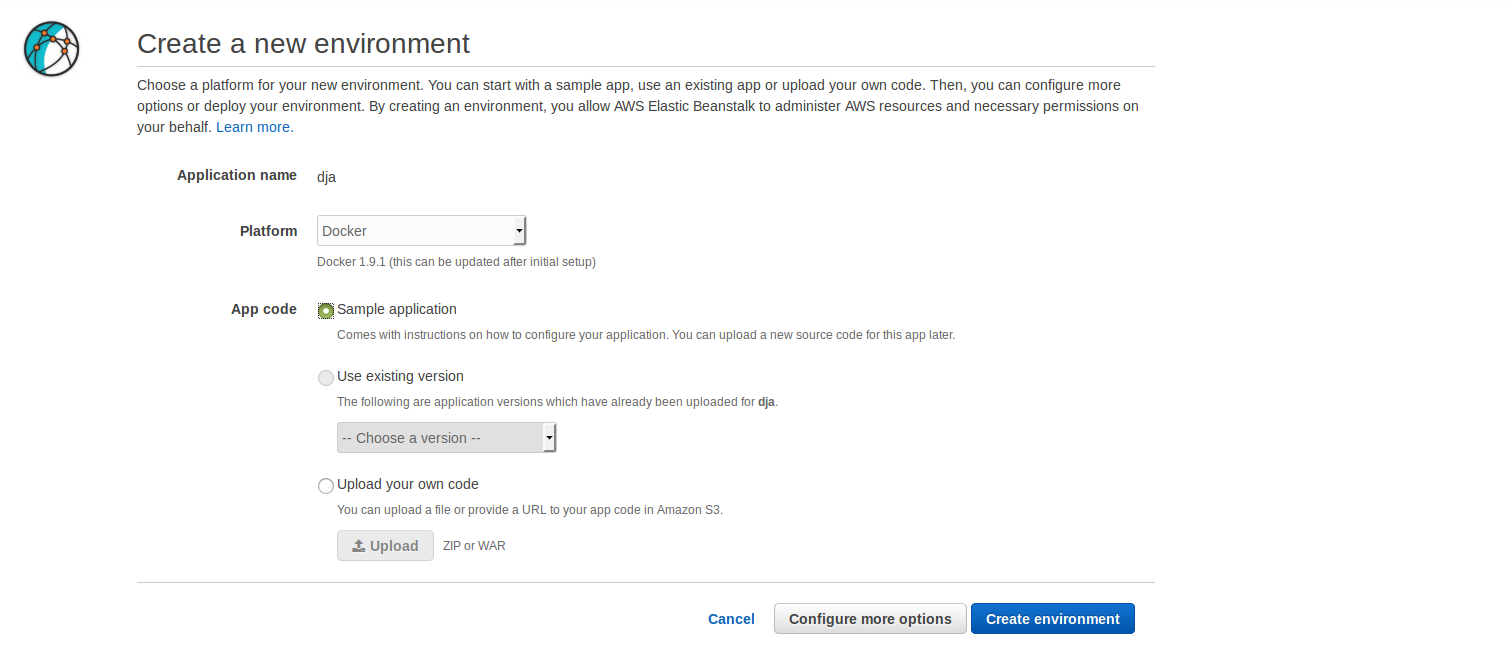 Create a new environment
Choose a platform for your new environment. You can start with a sample app, use an existing app or upload your own code. Then, you can configure more
options or deploy your environment. By creating an environment, you allow AWS Elastic Beanstalk to administer AWS resources and necessary permissions on
your behalf. Learn more.
Application name dja
Platform Docker
Docker 1.9.1 (this can be updated after initial setup)
App code Sample application
Comes with instructions on how to configure your application. You can upload a new source code for this app later.
Use existing version
The following are application versions which have already been uploaded for dja.
-- Choose a version --
Upload your own code
You can upload a file or provide a URL to your app code in Amazon S3.
Upload ZIP or WAR
Cancel Configure more options Create environment